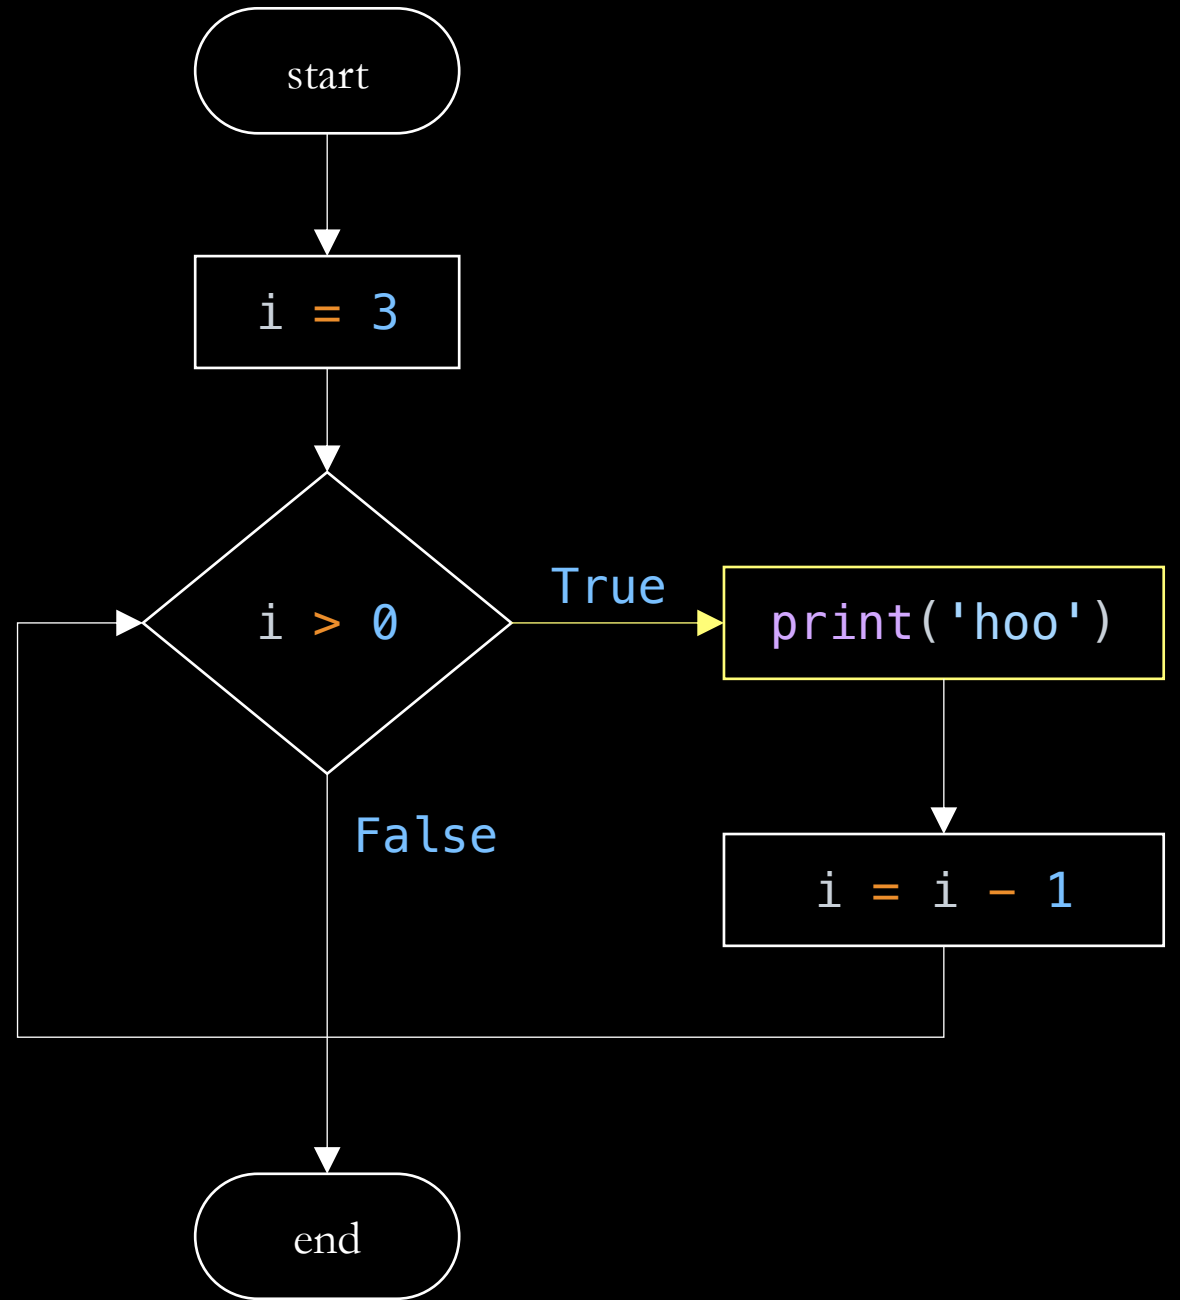 start
i = 3
i > 0
True
print('hoo')
False
i = i - 1
end